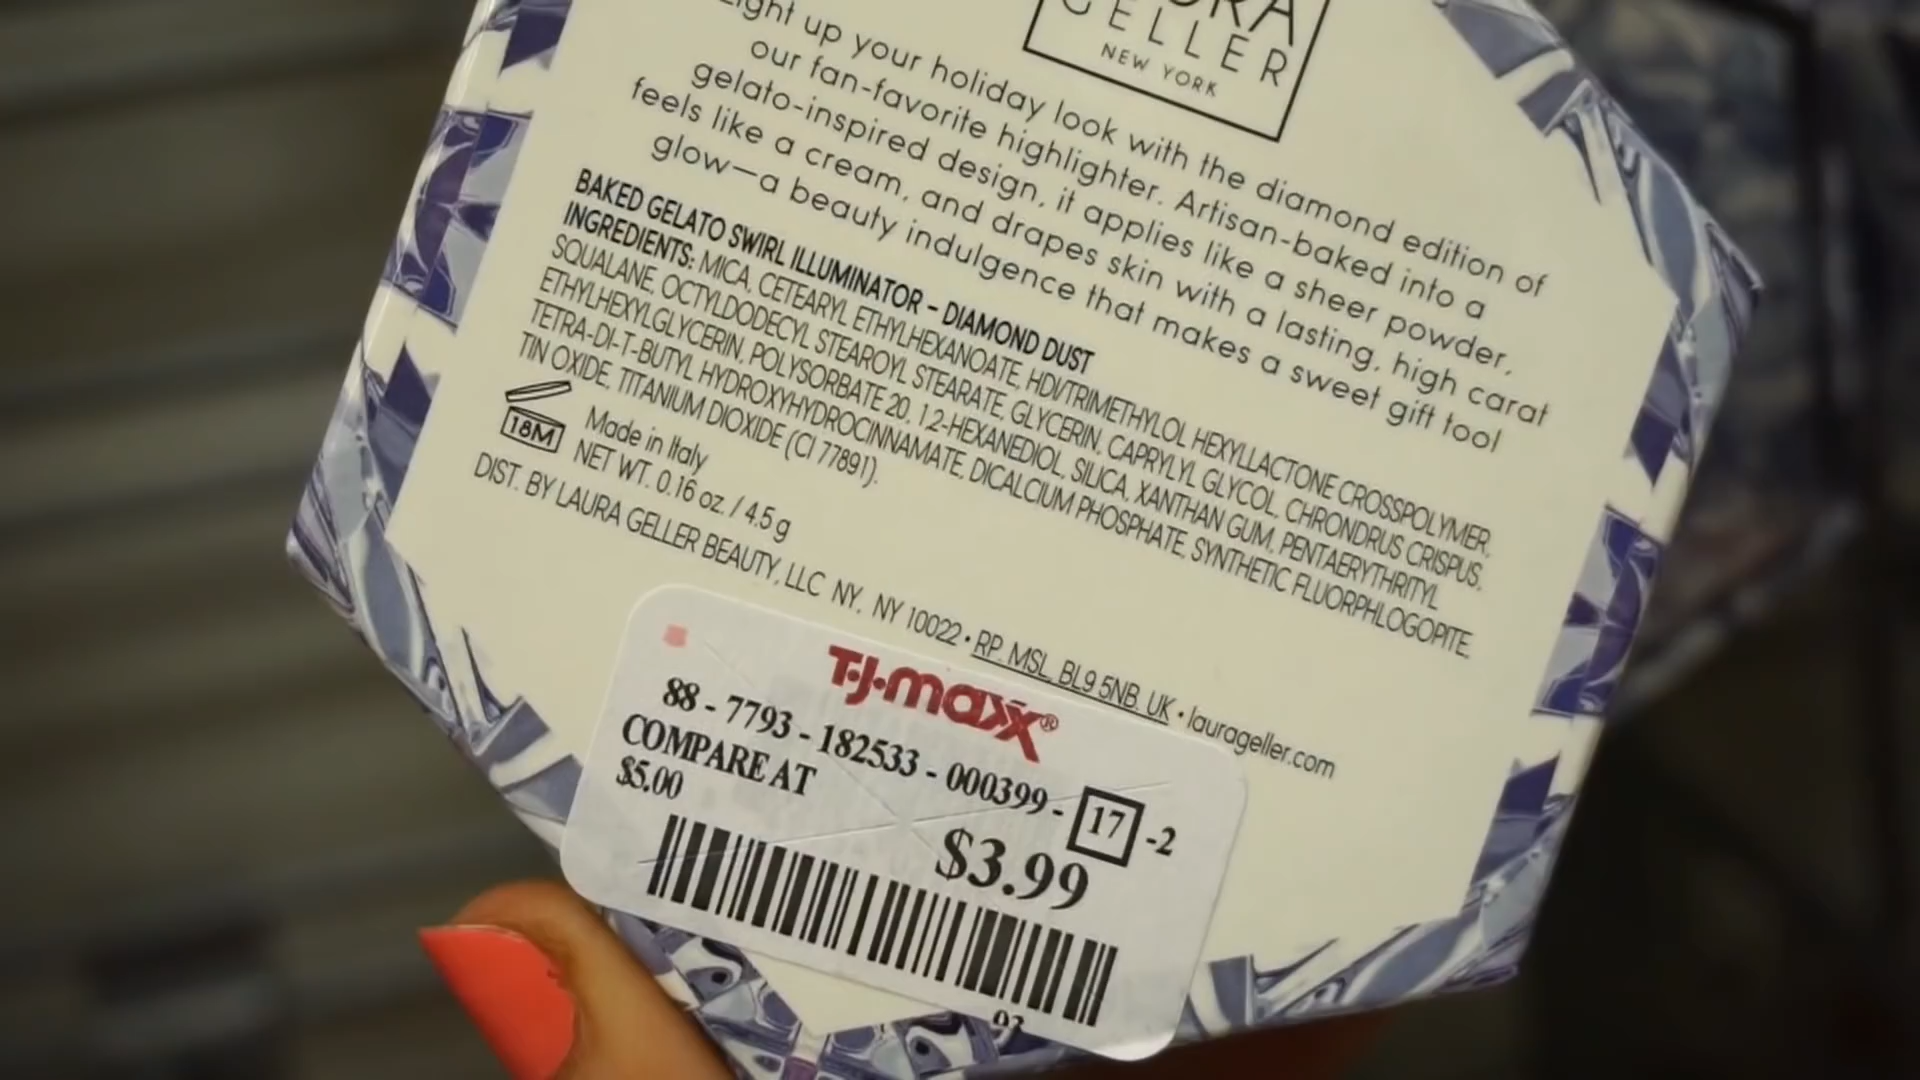 GELLER
NEW YORK
Light up your holiday look with the diamond edition of
our fan-favorite highlighter. Artisan-baked into a
gelato-inspired design, it applies like a sheer powder,
feels like a cream, and drapes skin with a lasting, high carat
glow—a beauty indulgence that makes a sweet gift tool
BAKED GELATO SWIRL ILLUMINATOR – DIAMOND DUST
INGREDIENTS: MICA, CETEARYL ETHYLHEXANOATE, HDI/TRIMETHYLOL HEXYLLACTONE CROSSPOLYMER,
SQUALANE, OCTYLDODECYL STEAROYL STEARATE, GLYCERIN, CAPRYLYL GLYCOL, CHRONDRUS CRISPUS,
ETHYLHEXYLGLYCERIN, POLYSORBATE 20, 1,2-HEXANEDIOL, SILICA, XANTHAN GUM, PENTAERYTHRITYL
TETRA-DI-T-BUTYL HYDROXYHYDROCINNAMATE, DICALCIUM PHOSPHATE, SYNTHETIC FLUORPHLOGOPITE,
TIN OXIDE, TITANIUM DIOXIDE (CI 77891).
18M
Made in Italy
NET WT. 0.16 oz. / 4.5 g
DIST. BY LAURA GELLER BEAUTY, LLC NY, NY 10022 • RP. MSL, BL9 5NB, UK • laurageller.com
T·J·maxx®
88 - 7793 - 182533 - 000399 - 17 -2
COMPARE AT
$5.00
$3.99